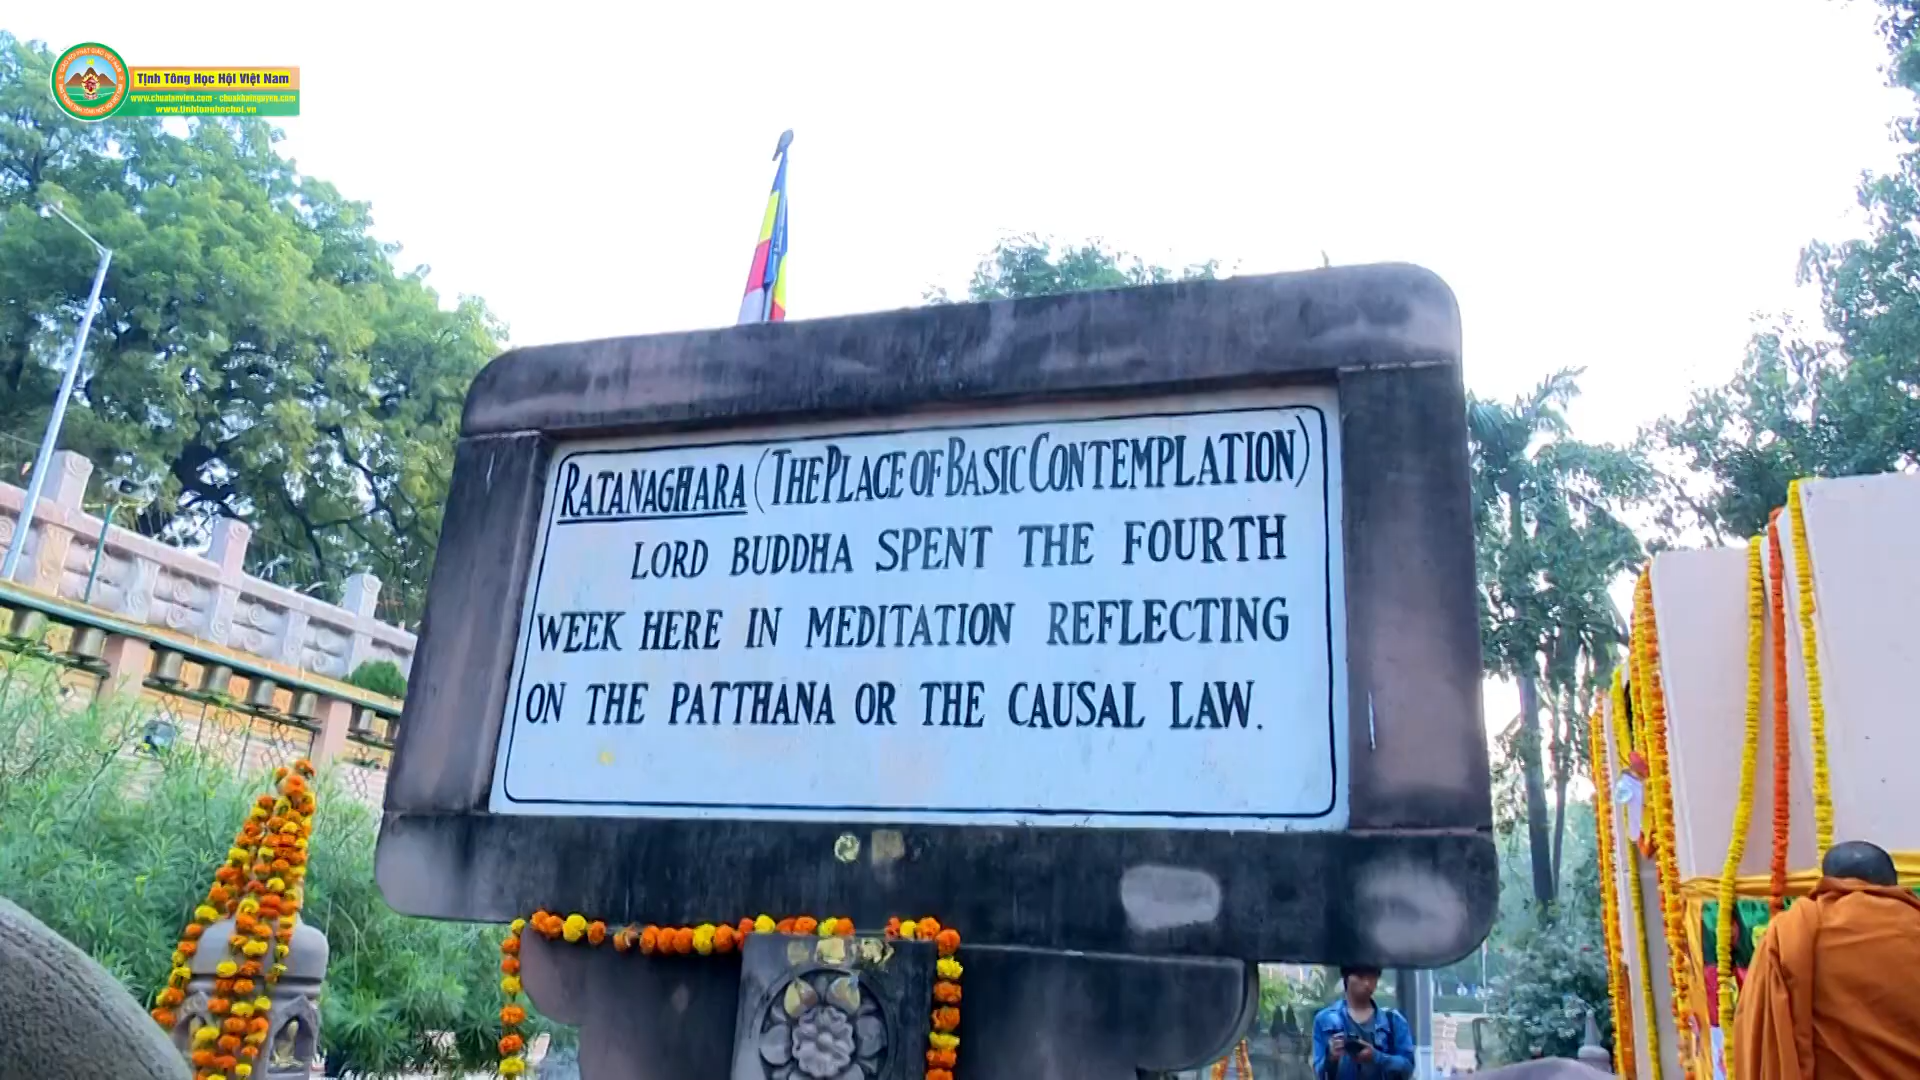 Tịnh Tông Học Hội Việt Nam
www.chuatanvien.com - chuakhainguyen.com
www.tinhtonghochoi.vn
RATANAGHARA (THE PLACE OF BASIC CONTEMPLATION)
LORD BUDDHA SPENT THE FOURTH
WEEK HERE IN MEDITATION REFLECTING
ON THE PATTHANA OR THE CAUSAL LAW.